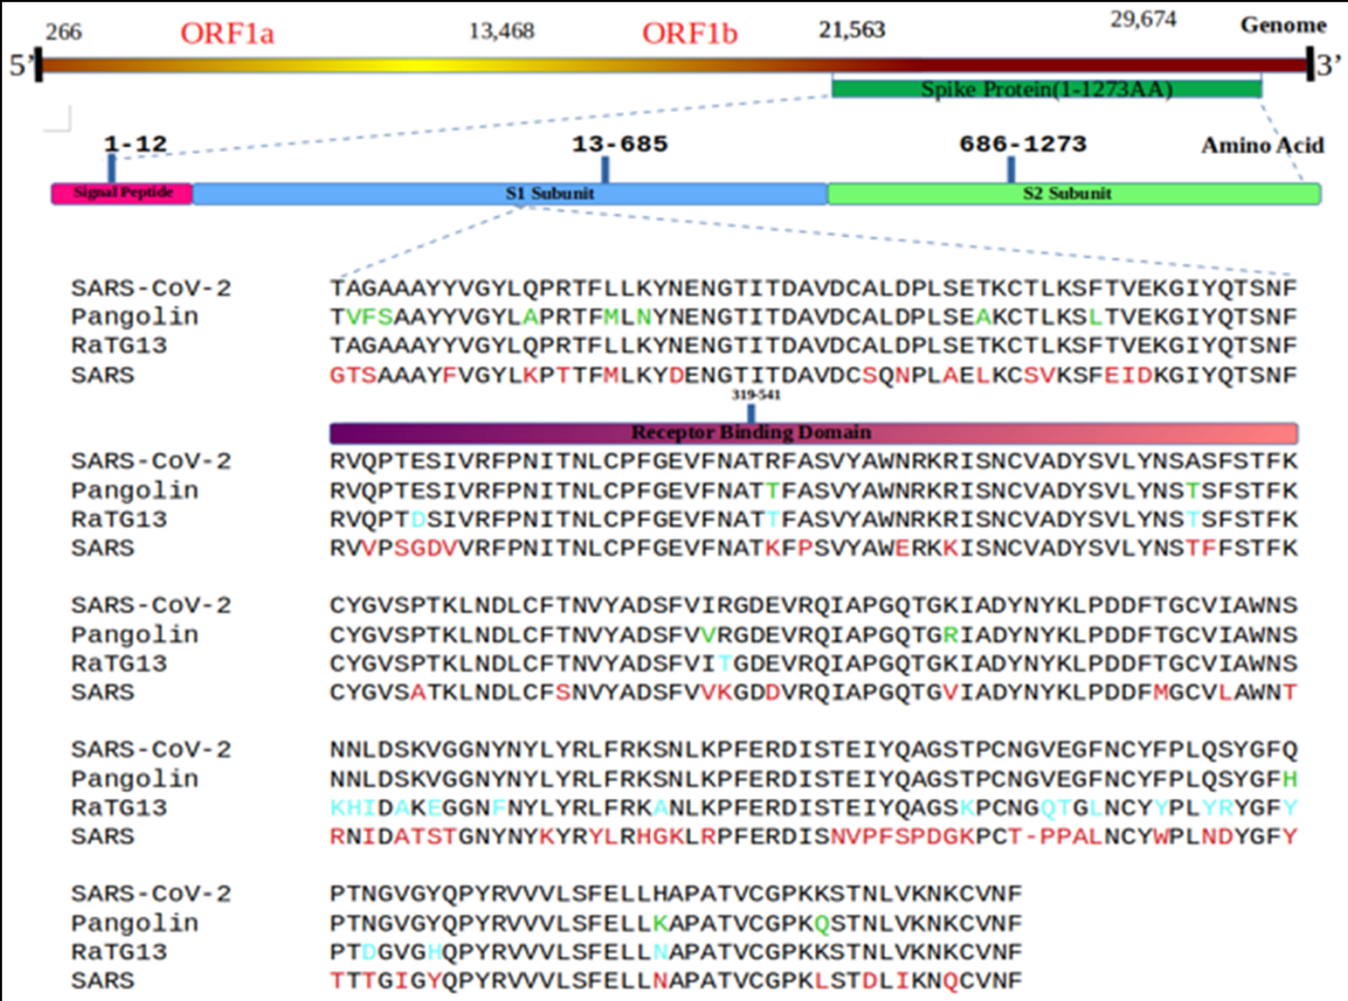 266 ORF1a 13,468 ORF1b 21,563 29,674 Genome
5’ 3’
Spike Protein(1-1273AA)
1-12 13-685 686-1273 Amino Acid
Signal Peptide S1 Subunit S2 Subunit
SARS-CoV-2 TAGAAAYYVGYLQPRTFLLKYNENGTITDAVDCALDPLSETKCTLKSFTVEKGIYQTSNF
Pangolin TVFSAAYYVGYLAPRTFMLNYNENGTITDAVDCALDPLSEAKCTLKSLTVEKGIYQTSNF
RaTG13 TAGAAAYYVGYLQPRTFLLKYNENGTITDAVDCALDPLSETKCTLKSFTVEKGIYQTSNF
SARS GTSAAAYFVGYLKPTTFMLKYDENGTITDAVDCSQNPLAELKCSVKSFEIDKGIYQTSNF
319-541
Receptor Binding Domain
SARS-CoV-2 RVQPTESIVRFPNITNLCPFGEVFNATRFASVYAWNRKRISNCVADYSVLYNSASFSTFK
Pangolin RVQPTESIVRFPNITNLCPFGEVFNATTFASVYAWNRKRISNCVADYSVLYNSTSFSTFK
RaTG13 RVQPTDSIVRFPNITNLCPFGEVFNATTFASVYAWNRKRISNCVADYSVLYNSTSFSTFK
SARS RVVPSGDVVRFPNITNLCPFGEVFNATKFPSVYAWERKKISNCVADYSVLYNSTFFSTFK
SARS-CoV-2 CYGVSPTKLNDLCFTNVYADSFVIRGDEVRQIAPGQTGKIADYNYKLPDDFTGCVIAWNS
Pangolin CYGVSPTKLNDLCFTNVYADSFVVRGDEVRQIAPGQTGRIADYNYKLPDDFTGCVIAWNS
RaTG13 CYGVSPTKLNDLCFTNVYADSFVITGDEVRQIAPGQTGKIADYNYKLPDDFTGCVIAWNS
SARS CYGVSATKLNDLCFSNVYADSFVVKGDDVRQIAPGQTGVIADYNYKLPDDFMGCVLAWNT
SARS-CoV-2 NNLDSKVGGNYNYLYRLFRKSNLKPFERDISTEIYQAGSTPCNGVEGFNCYFPLQSYGFQ
Pangolin NNLDSKVGGNYNYLYRLFRKSNLKPFERDISTEIYQAGSTPCNGVEGFNCYFPLQSYGFH
RaTG13 KHIDAKEGGNFNYLYRLFRKANLKPFERDISTEIYQAGSKPCNGQTGLNCYYPLYRYGFY
SARS RNIDATSTGNYNYKYRYLRHGKLRPFERDISNVPFSPDGKPCT-PPALNCYWPLNDYGFY
SARS-CoV-2 PTNGVGYQPYRVVVLSFELLHAPATVCGPKKSTNLVKNKCVNF
Pangolin PTNGVGYQPYRVVVLSFELLKAPATVCGPKQSTNLVKNKCVNF
RaTG13 PTDGVGHQPYRVVVLSFELLNAPATVCGPKKSTNLVKNKCVNF
SARS TTTGIGYQPYRVVVLSFELLNAPATVCGPKLSTDLIKNQCVNF